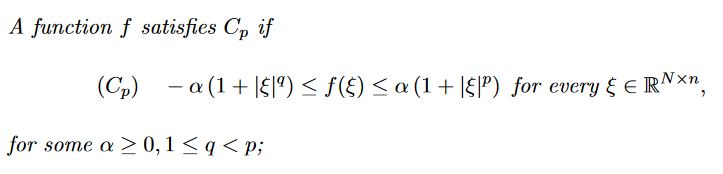 A function f satisfies C_p if
(C_p) − α (1 + |ξ|^q) ≤ f(ξ) ≤ α (1 + |ξ|^p) for every ξ ∈ ℝ^{N×n},
for some α ≥ 0, 1 ≤ q < p;